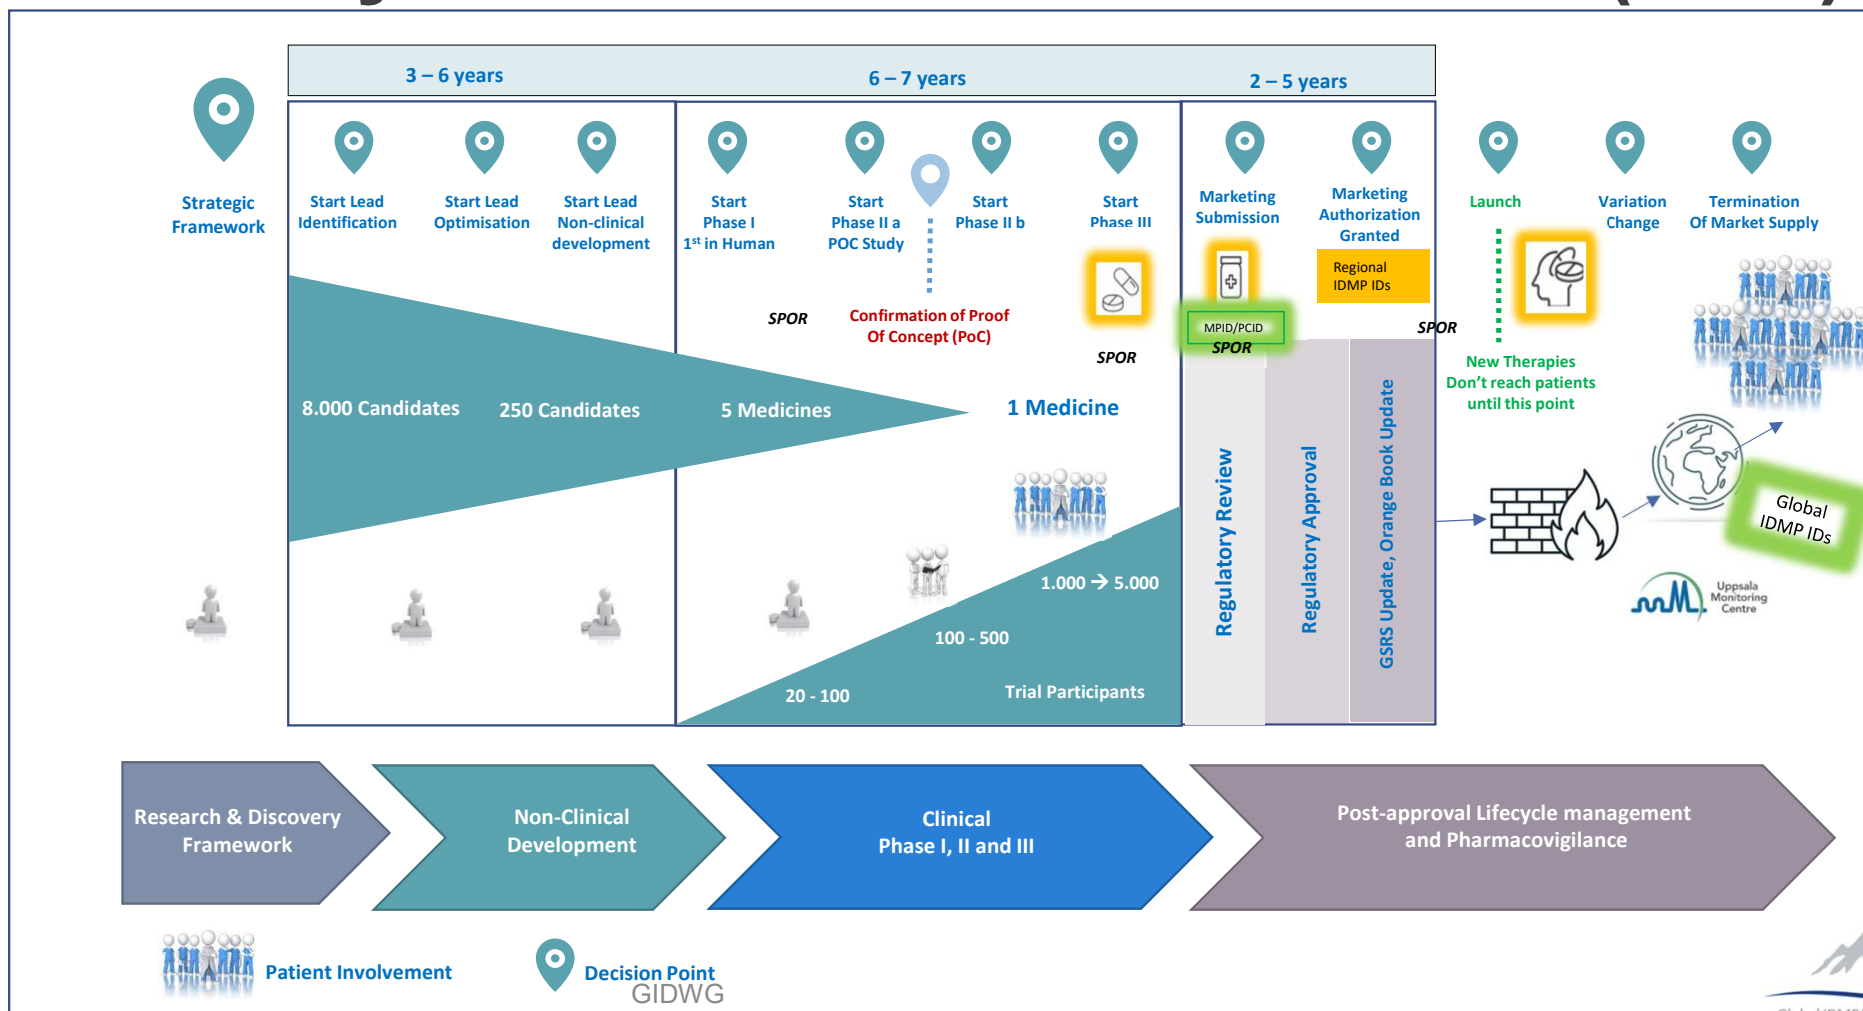 3 – 6 years
6 – 7 years
2 – 5 years
Strategic
Framework
Start Lead
Identification
Start Lead
Optimisation
Start Lead
Non-clinical
development
Start
Phase I
1st in Human
Start
Phase II a
POC Study
Start
Phase II b
Start
Phase III
Marketing
Submission
Marketing
Authorization
Granted
Launch
Variation
Change
Termination
Of Market Supply
Regional
IDMP IDs
SPOR
Confirmation of Proof
Of Concept (PoC)
SPOR
MPID/PCID
SPOR
SPOR
New Therapies
Don't reach patients
until this point
8.000 Candidates
250 Candidates
5 Medicines
1 Medicine
Regulatory Review
Regulatory Approval
GSRS Update, Orange Book Update
Global
IDMP IDs
Uppsala
Monitoring
Centre
1.000 → 5.000
100 - 500
20 - 100
Trial Participants
Research & Discovery
Framework
Non-Clinical
Development
Clinical
Phase I, II and III
Post-approval Lifecycle management
and Pharmacovigilance
Patient Involvement
Decision Point
GIDWG